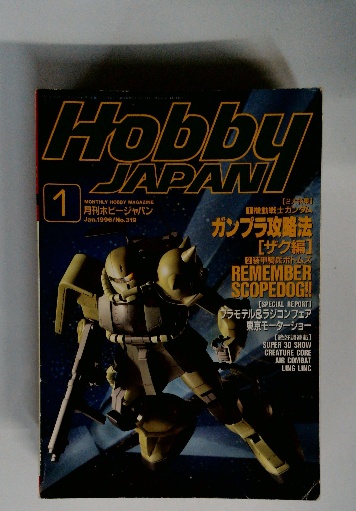 Hobby
JAPAN
1
MONTHLY HOBBY MAGAZINE
月刊ホビージャパン
Jan.1996/No.319
1機動戦士ガンダム
ガンプラ攻略法
[ザク編]
2装甲騎兵ボトムズ
REMEMBER
SCOPEDOG!!
[SPECIAL REPORT]
プラモデル&ラジコンフェア
東京モーターショー
SUPER 3D SHOW
CREATURE CORE
AIR COMBAT
LING LINC